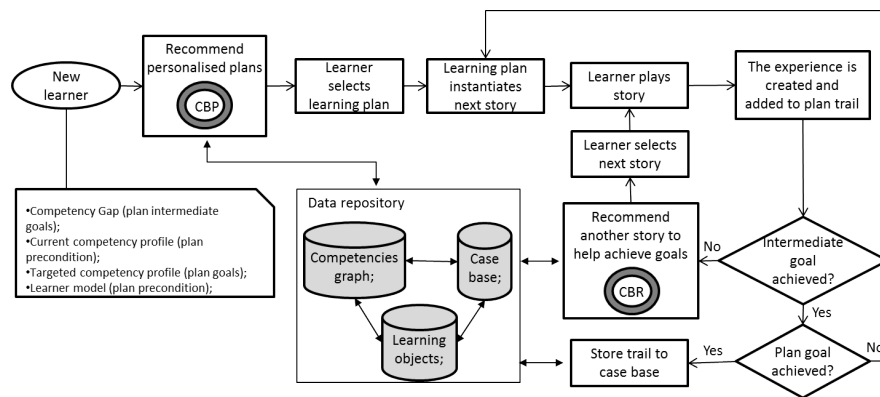 New
learner
Recommend
personalised plans
CBP
Learner
selects
learning plan
Learning plan
instantiates
next story
Learner plays
story
The experience is
created and
added to plan trail
Learner selects
next story
•Competency Gap (plan intermediate
goals);
•Current competency profile (plan
precondition);
•Targeted competency profile (plan goals);
•Learner model (plan precondition);
Data repository
Competencies
graph;
Case
base;
Learning
objects;
Recommend
another story to
help achieve goals
CBR
No
Intermediate
goal
achieved?
Yes
Store trail to
case base
Yes
Plan goal
achieved?
No